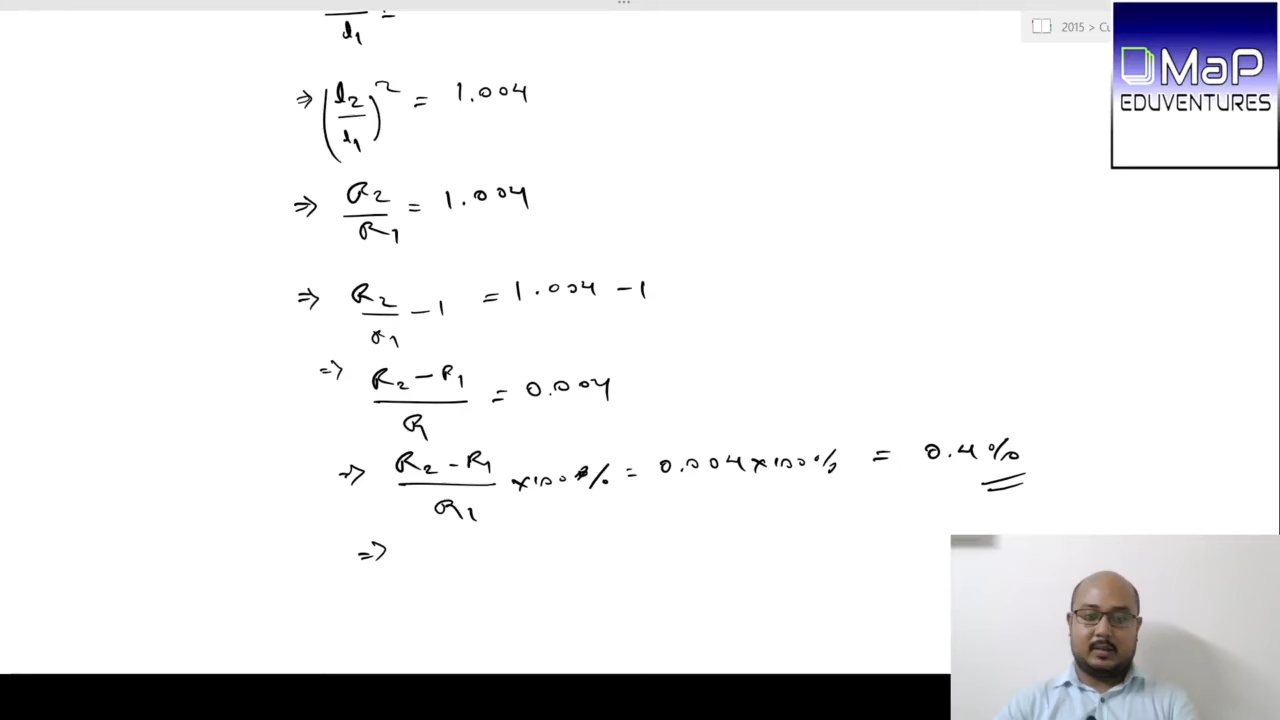 2015 > Cu
MaP
EDUVENTURES
l₁ =
⇒ (l₂/l₁)² = 1.004
⇒ R₂/R₁ = 1.004
⇒ R₂/R₁ − 1 = 1.004 − 1
⇒ R₂ − R₁/R₁ = 0.004
⇒ R₂ − R₁/R₁ × 100% = 0.004 × 100% = 0.4%
⇒